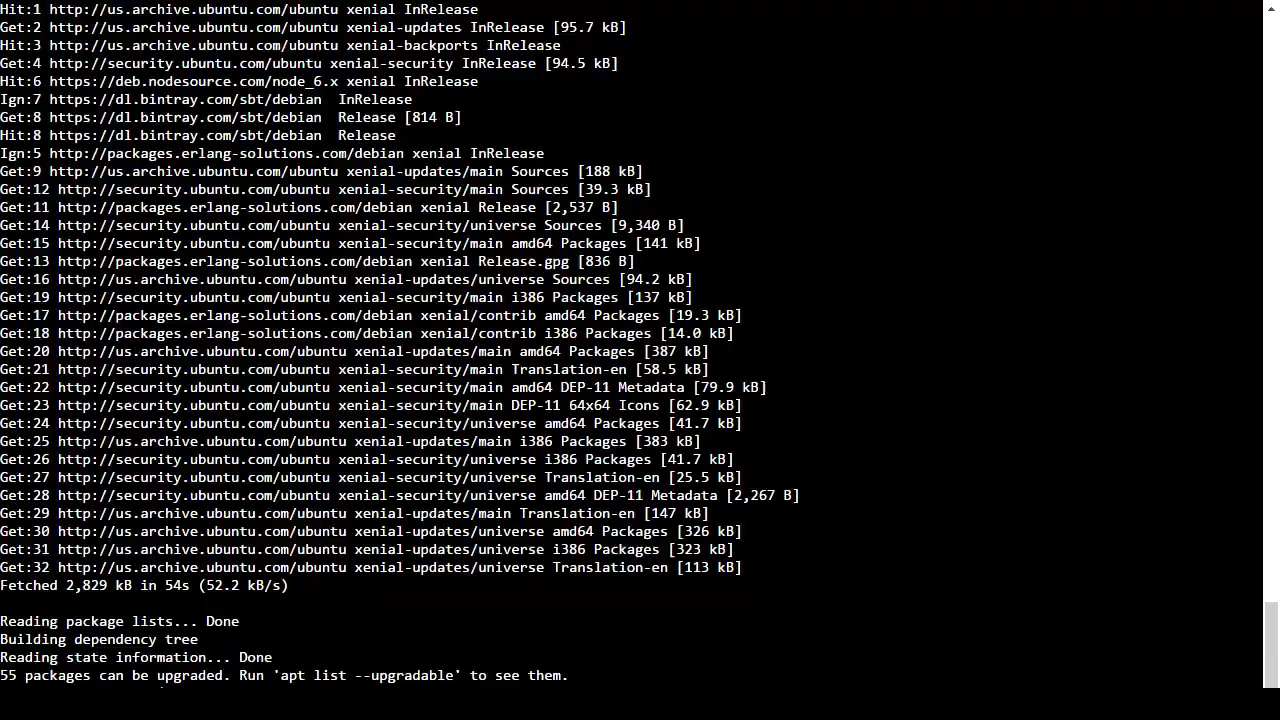 Hit:1 http://us.archive.ubuntu.com/ubuntu xenial InRelease
Get:2 http://us.archive.ubuntu.com/ubuntu xenial-updates InRelease [95.7 kB]
Hit:3 http://us.archive.ubuntu.com/ubuntu xenial-backports InRelease
Get:4 http://security.ubuntu.com/ubuntu xenial-security InRelease [94.5 kB]
Hit:6 https://deb.nodesource.com/node_6.x xenial InRelease
Ign:7 https://dl.bintray.com/sbt/debian  InRelease
Get:8 https://dl.bintray.com/sbt/debian  Release [814 B]
Hit:8 https://dl.bintray.com/sbt/debian  Release
Ign:5 http://packages.erlang-solutions.com/debian xenial InRelease
Get:9 http://us.archive.ubuntu.com/ubuntu xenial-updates/main Sources [188 kB]
Get:12 http://security.ubuntu.com/ubuntu xenial-security/main Sources [39.3 kB]
Get:11 http://packages.erlang-solutions.com/debian xenial Release [2,537 B]
Get:14 http://security.ubuntu.com/ubuntu xenial-security/universe Sources [9,340 B]
Get:15 http://security.ubuntu.com/ubuntu xenial-security/main amd64 Packages [141 kB]
Get:13 http://packages.erlang-solutions.com/debian xenial Release.gpg [836 B]
Get:16 http://us.archive.ubuntu.com/ubuntu xenial-updates/universe Sources [94.2 kB]
Get:19 http://security.ubuntu.com/ubuntu xenial-security/main i386 Packages [137 kB]
Get:17 http://packages.erlang-solutions.com/debian xenial/contrib amd64 Packages [19.3 kB]
Get:18 http://packages.erlang-solutions.com/debian xenial/contrib i386 Packages [14.0 kB]
Get:20 http://us.archive.ubuntu.com/ubuntu xenial-updates/main amd64 Packages [387 kB]
Get:21 http://security.ubuntu.com/ubuntu xenial-security/main Translation-en [58.5 kB]
Get:22 http://security.ubuntu.com/ubuntu xenial-security/main amd64 DEP-11 Metadata [79.9 kB]
Get:23 http://security.ubuntu.com/ubuntu xenial-security/main DEP-11 64x64 Icons [62.9 kB]
Get:24 http://security.ubuntu.com/ubuntu xenial-security/universe amd64 Packages [41.7 kB]
Get:25 http://us.archive.ubuntu.com/ubuntu xenial-updates/main i386 Packages [383 kB]
Get:26 http://security.ubuntu.com/ubuntu xenial-security/universe i386 Packages [41.7 kB]
Get:27 http://security.ubuntu.com/ubuntu xenial-security/universe Translation-en [25.5 kB]
Get:28 http://security.ubuntu.com/ubuntu xenial-security/universe amd64 DEP-11 Metadata [2,267 B]
Get:29 http://us.archive.ubuntu.com/ubuntu xenial-updates/main Translation-en [147 kB]
Get:30 http://us.archive.ubuntu.com/ubuntu xenial-updates/universe amd64 Packages [326 kB]
Get:31 http://us.archive.ubuntu.com/ubuntu xenial-updates/universe i386 Packages [323 kB]
Get:32 http://us.archive.ubuntu.com/ubuntu xenial-updates/universe Translation-en [113 kB]
Fetched 2,829 kB in 54s (52.2 kB/s)
Reading package lists... Done
Building dependency tree
Reading state information... Done
55 packages can be upgraded. Run 'apt list --upgradable' to see them.